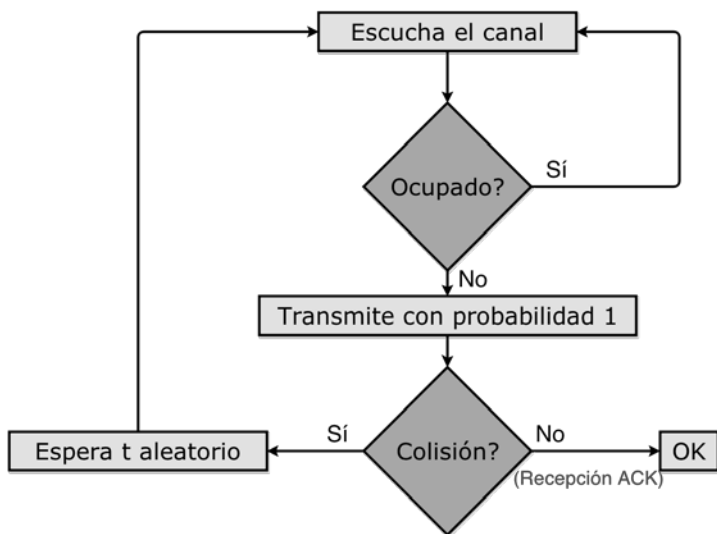 Escucha el canal
Ocupado?
Sí
No
Transmite con probabilidad 1
Espera t aleatorio
Sí
Colisión?
No
(Recepción ACK)
OK